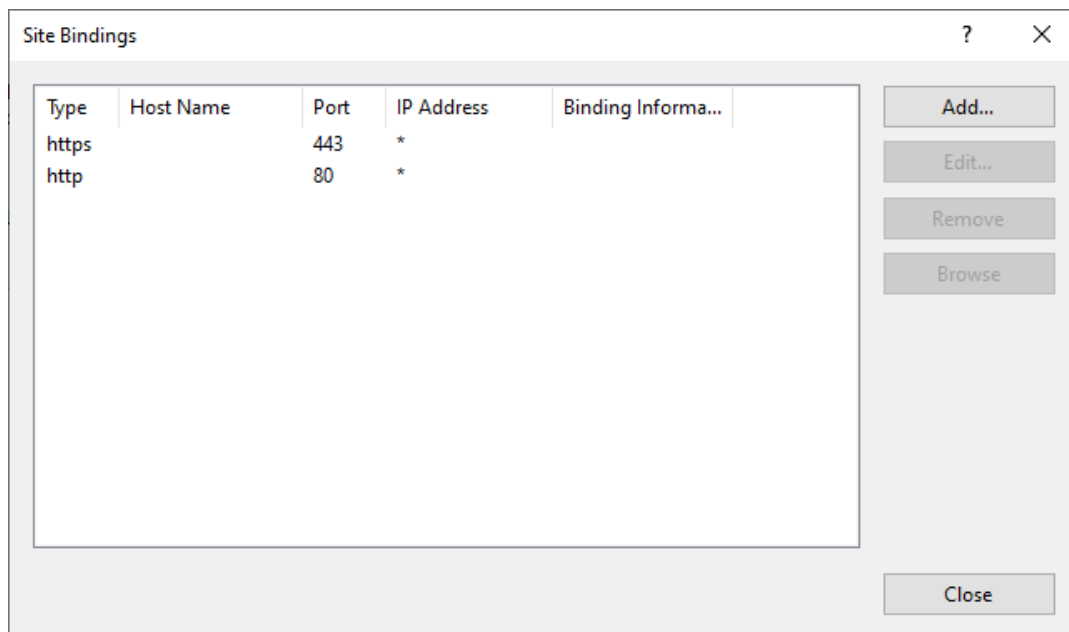 Site Bindings ?
Type Host Name Port IP Address Binding Informa...
https 443 *
http 80 *
Add...
Edit...
Remove
Browse
Close